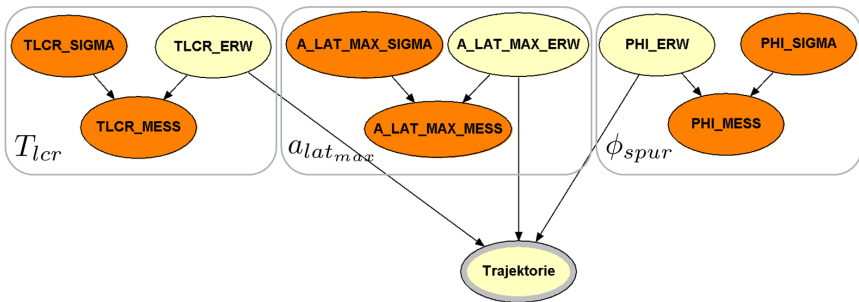 TLCR_SIGMA
TLCR_ERW
TLCR_MESS
T_lcr
A_LAT_MAX_SIGMA
A_LAT_MAX_ERW
A_LAT_MAX_MESS
a_lat_max
PHI_ERW
PHI_SIGMA
PHI_MESS
ϕ_spur
Trajektorie